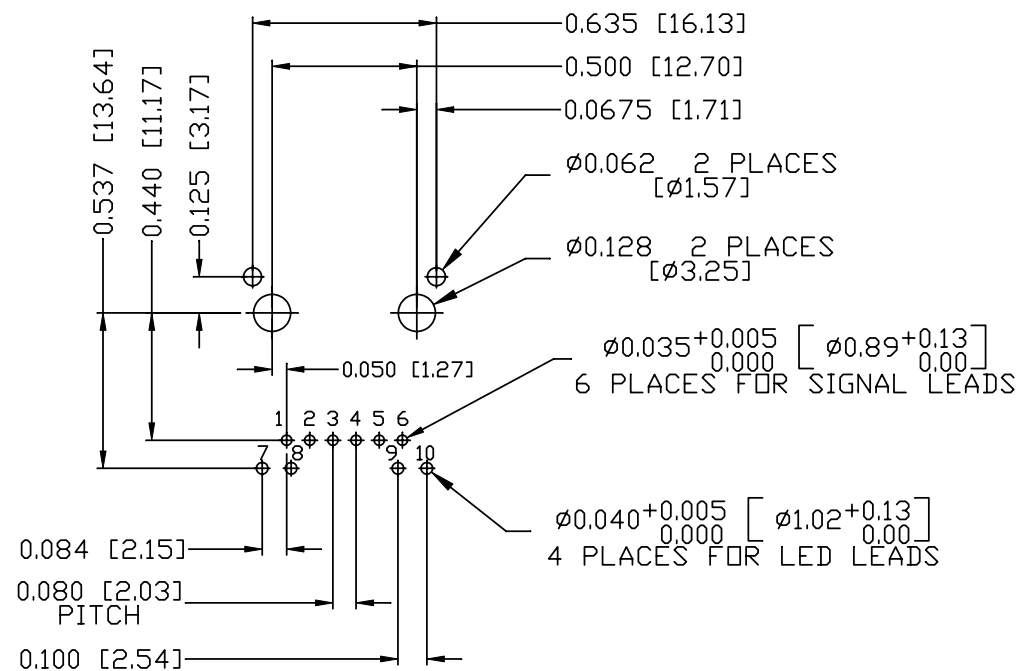 0.635 [16.13]
0.500 [12.70]
0.0675 [1.71]
0.537 [13.64]
0.440 [11.17]
0.125 [3.17]
Ø0.062 2 PLACES
[Ø1.57]
Ø0.128 2 PLACES
[Ø3.25]
Ø0.035+0.005 [ Ø0.89+0.13 ]
0.000 0.00
6 PLACES FOR SIGNAL LEADS
0.050 [1.27]
1 2 3 4 5 6
7 8 9 10
Ø0.040+0.005 [ Ø1.02+0.13 ]
0.000 0.00
4 PLACES FOR LED LEADS
0.084 [2.15]
0.080 [2.03]
PITCH
0.100 [2.54]